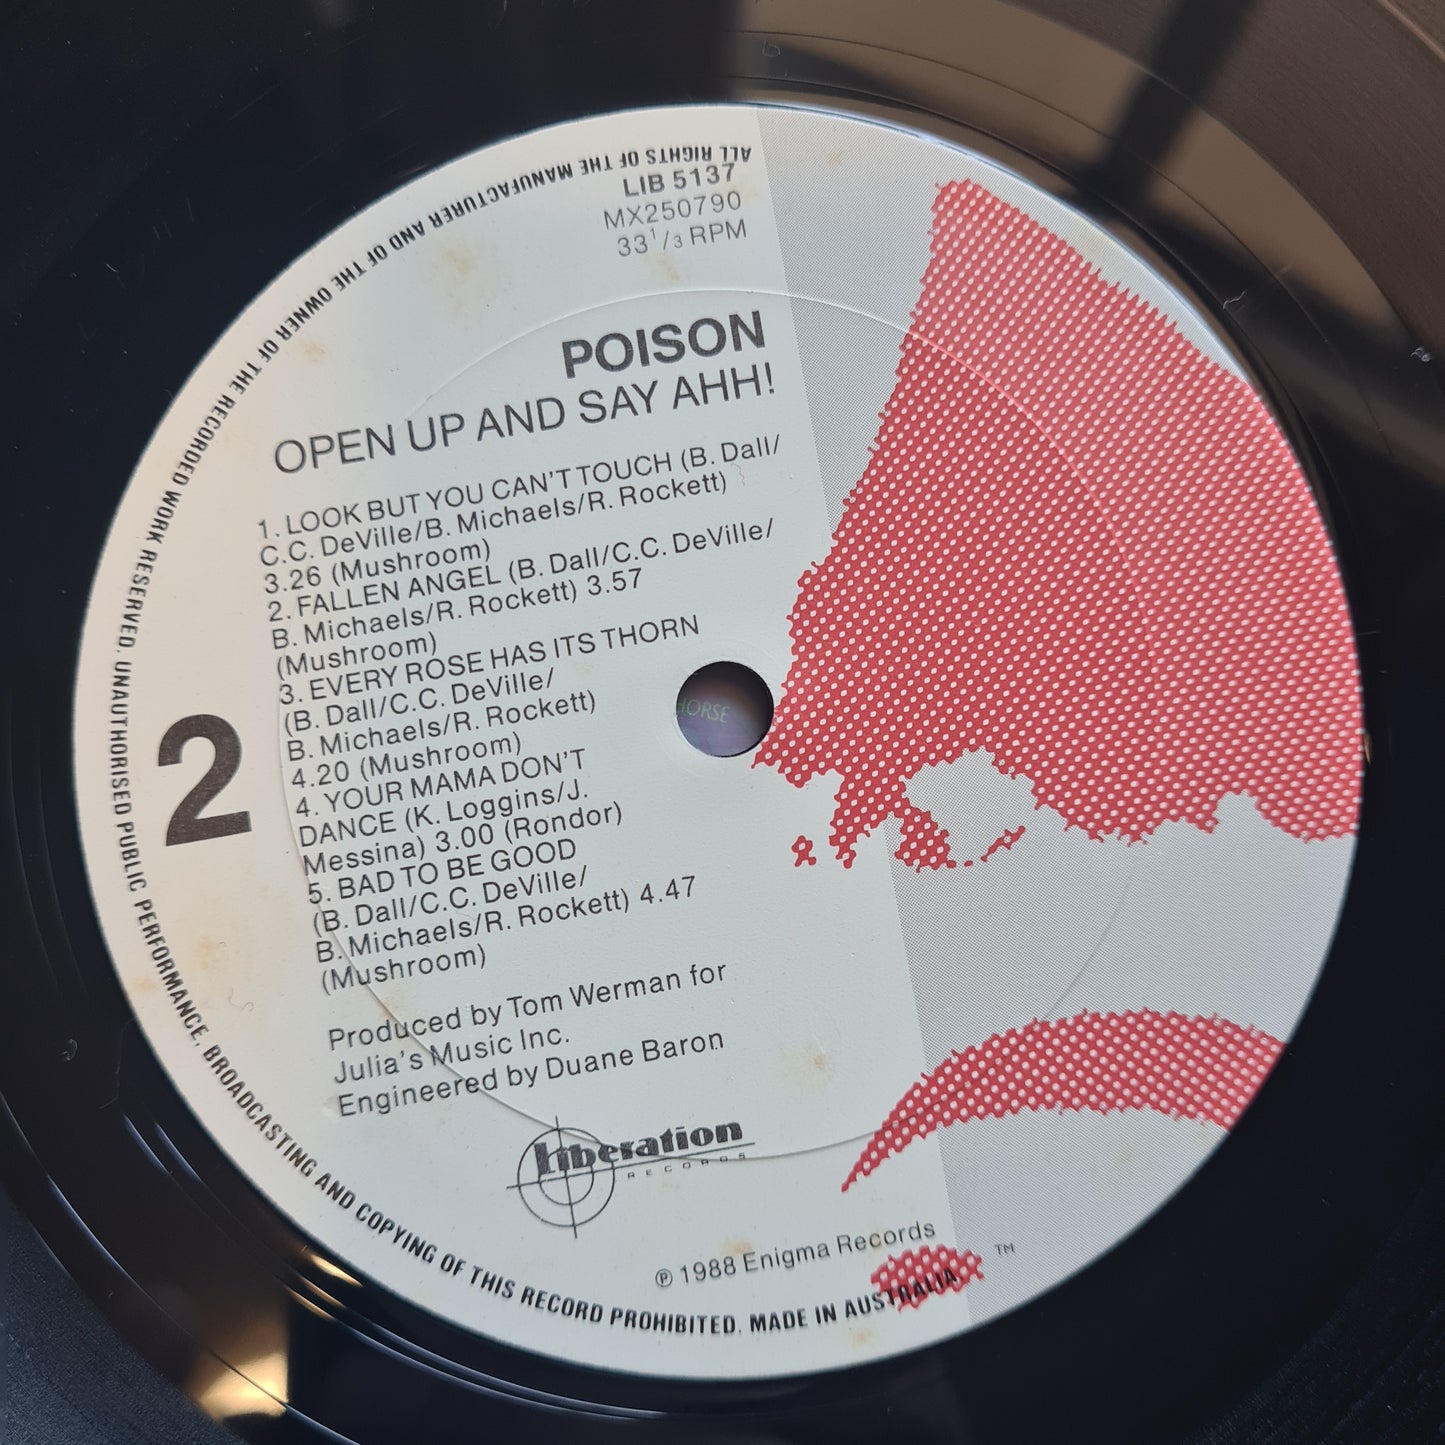 LIB 5137
MX250790
33 1/3 RPM
POISON
OPEN UP AND SAY AHH!
1. LOOK BUT YOU CAN'T TOUCH (B. Dall/
C.C. DeVille/B. Michaels/R. Rockett)
3.26 (Mushroom)
2. FALLEN ANGEL (B. Dall/C.C. DeVille/
B. Michaels/R. Rockett) 3.57
(Mushroom)
3. EVERY ROSE HAS ITS THORN
(B. Dall/C.C. DeVille/
B. Michaels/R. Rockett)
4.20 (Mushroom)
4. YOUR MAMA DON'T
DANCE (K. Loggins/J.
Messina) 3.00 (Rondor)
5. BAD TO BE GOOD
(B. Dall/C.C. DeVille/
B. Michaels/R. Rockett) 4.47
(Mushroom)
2
HORSE
Produced by Tom Werman for
Julia's Music Inc.
Engineered by Duane Baron
Liberation
RECORDS
℗ 1988 Enigma Records
TM
ALL RIGHTS OF THE MANUFACTURER AND OF THE OWNER OF THE RECORDED WORK RESERVED. UNAUTHORISED PUBLIC PERFORMANCE, BROADCASTING AND COPYING OF THIS RECORD PROHIBITED. MADE IN AUSTRALIA